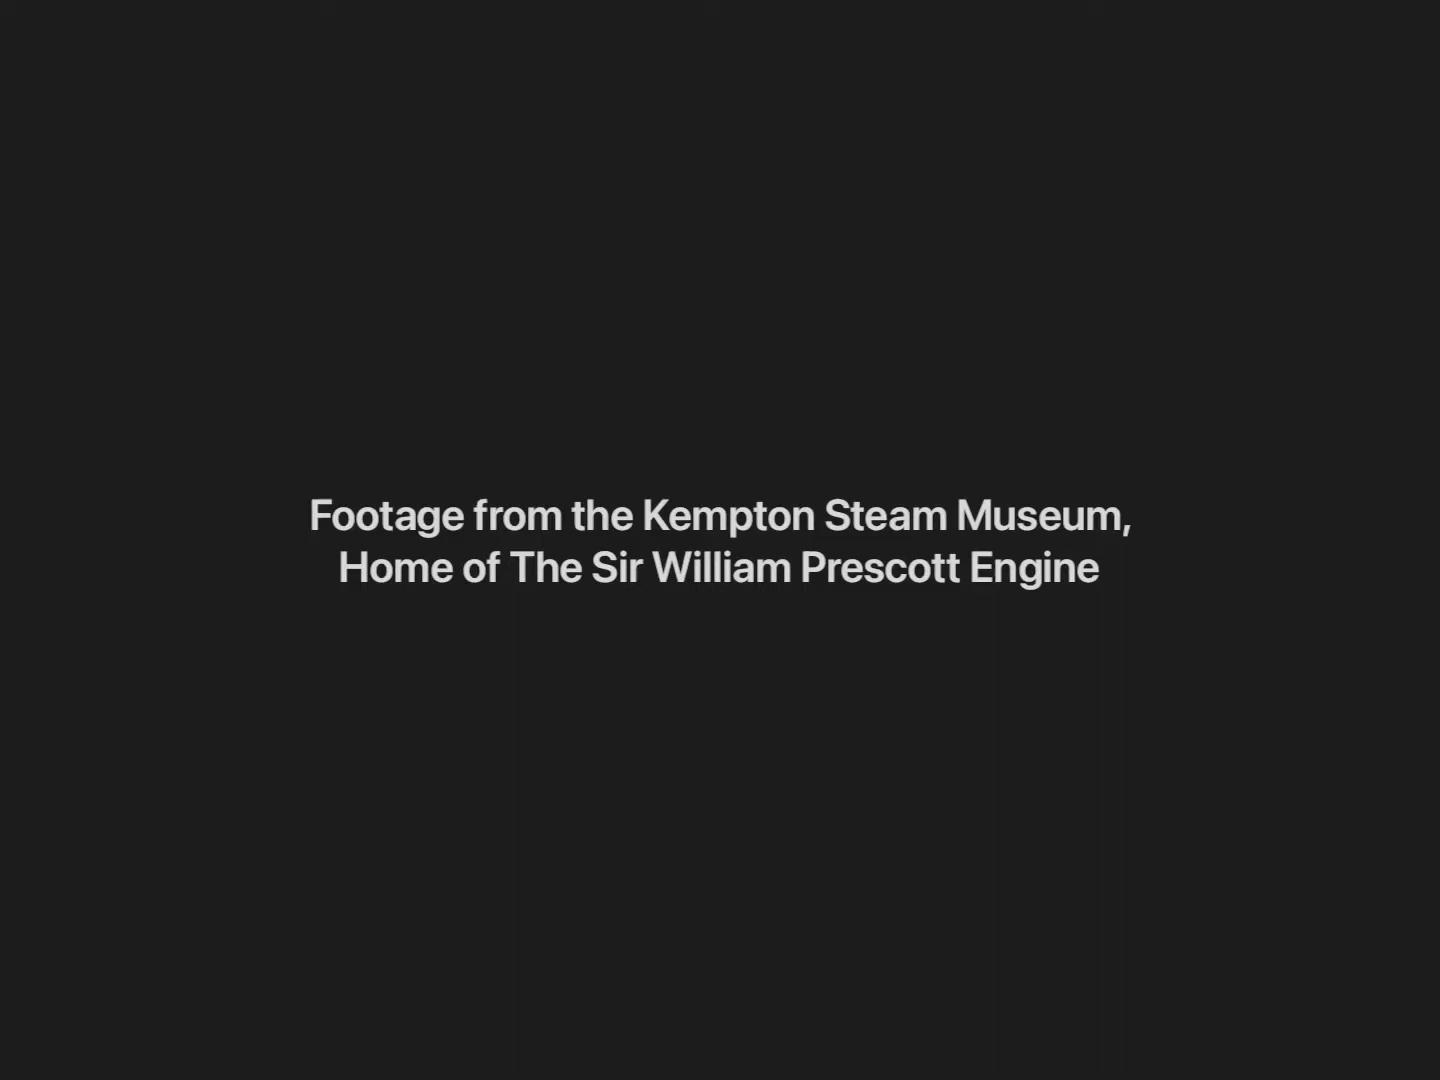 Footage from the Kempton Steam Museum,
Home of The Sir William Prescott Engine